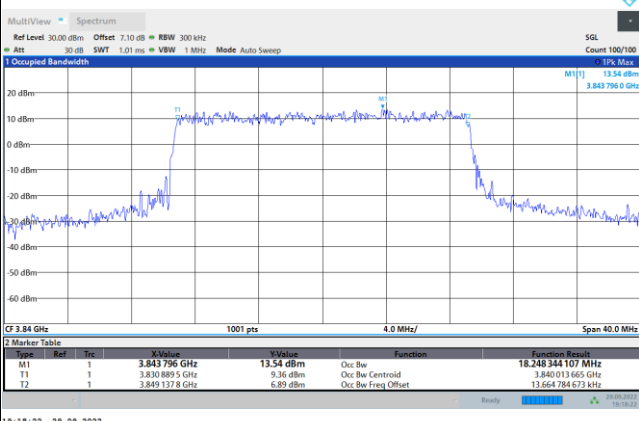 MultiView Spectrum
Ref Level 30.00 dBm Offset 7.10 dB RBW 300 kHz SGL
Att 30 dB SWT 1.01 ms VBW 1 MHz Mode Auto Sweep Count 100/100
1 Occupied Bandwidth 1Pk Max
M1[1] 13.54 dBm
3.843 796 0 GHz
20 dBm
M1
T1
T2
10 dBm
0 dBm
-10 dBm
-20 dBm
-30 dBm
-40 dBm
-50 dBm
-60 dBm
CF 3.84 GHz 1001 pts 4.0 MHz/ Span 40.0 MHz
2 Marker Table
Type Ref Trc X-Value Y-Value Function Function Result
M1 1 3.843 796 GHz 13.54 dBm Occ Bw 18.248 344 107 MHz
T1 1 3.830 889 5 GHz 9.36 dBm Occ Bw Centroid 3.840 013 665 GHz
T2 1 3.849 137 8 GHz 6.89 dBm Occ Bw Freq Offset 13.664 784 673 kHz
Ready 29.09.2022
19:18:22